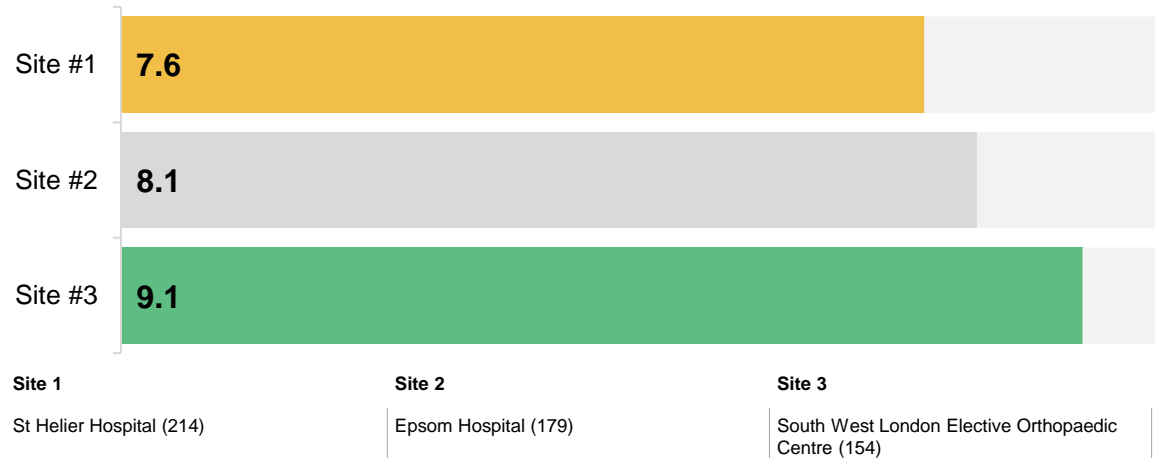 Site #1
7.6
Site #2
8.1
Site #3
9.1
Site 1
St Helier Hospital (214)
Site 2
Epsom Hospital (179)
Site 3
South West London Elective Orthopaedic
Centre (154)